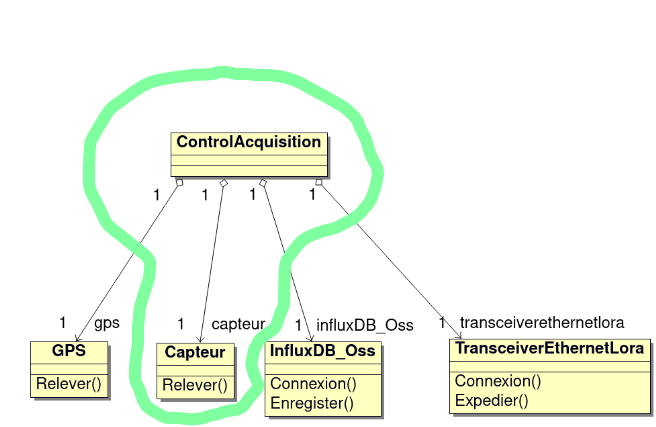 ControlAcquisition
1
1
1
1
1
gps
1
capteur
1
influxDB_Oss
1
transceiverethernetlora
GPS
Relever()
Capteur
Relever()
InfluxDB_Oss
Connexion()
Enregister()
TransceiverEthernetLora
Connexion()
Expedier()